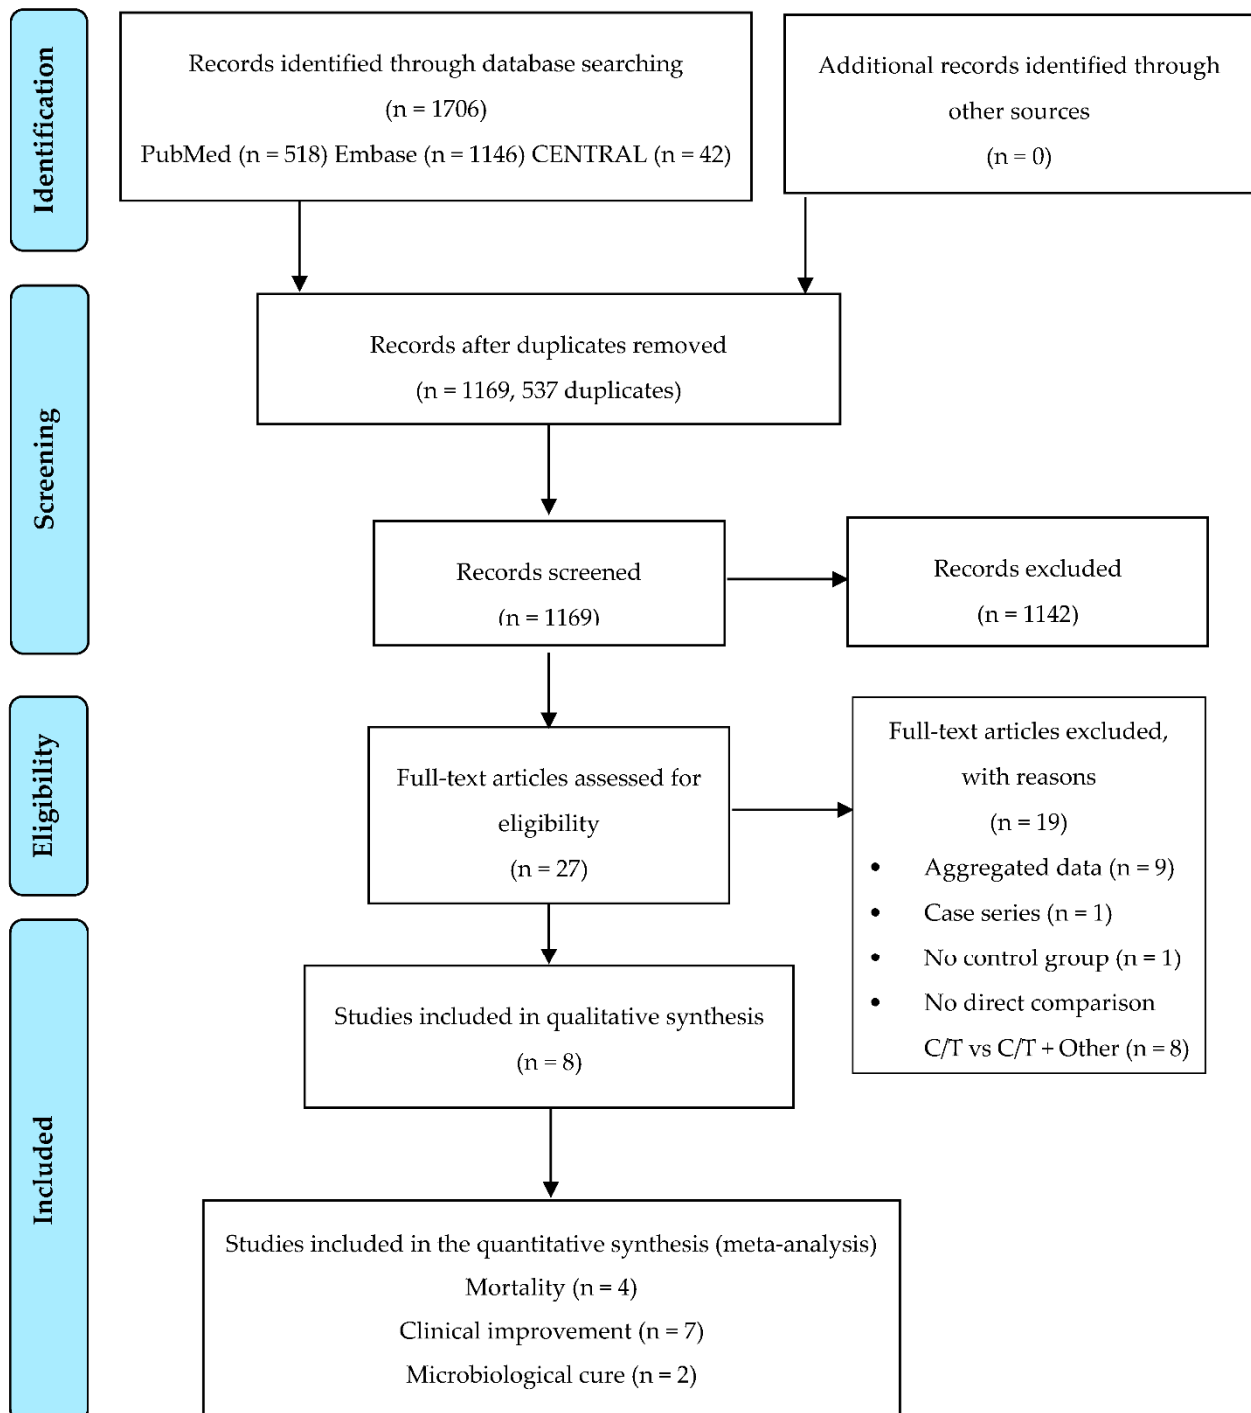 Identification
Records identified through database searching
(n = 1706)
PubMed (n = 518) Embase (n = 1146) CENTRAL (n = 42)
Additional records identified through
other sources
(n = 0)
Screening
Records after duplicates removed
(n = 1169, 537 duplicates)
Records screened
(n = 1169)
Records excluded
(n = 1142)
Eligibility
Full-text articles assessed for
eligibility
(n = 27)
Full-text articles excluded,
with reasons
(n = 19)
• Aggregated data (n = 9)
• Case series (n = 1)
• No control group (n = 1)
• No direct comparison
C/T vs C/T + Other (n = 8)
Included
Studies included in qualitative synthesis
(n = 8)
Studies included in the quantitative synthesis (meta-analysis)
Mortality (n = 4)
Clinical improvement (n = 7)
Microbiological cure (n = 2)